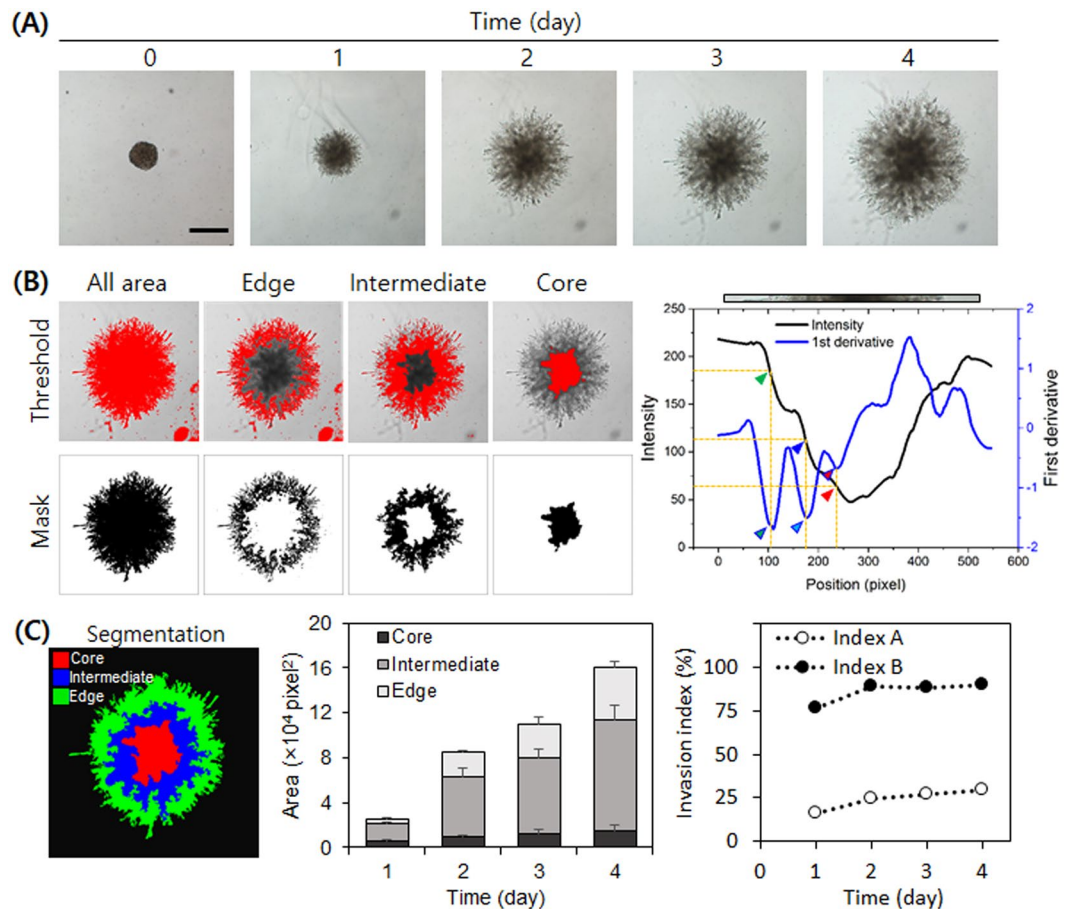 (A)
Time (day)
0 1 2 3 4
(B)
All area Edge Intermediate Core
Threshold
Mask
Intensity
1st derivative
250
200
150
100
50
0
Intensity
2
1
0
-1
-2
First derivative
0 100 200 300 400 500 600
Position (pixel)
(C)
Segmentation
Core
Intermediate
Edge
Core
Intermediate
Edge
20
16
12
8
4
0
Area (×10⁴ pixel²)
1 2 3 4
Time (day)
Index A
Index B
100
75
50
25
0
Invasion index (%)
0 1 2 3 4
Time (day)